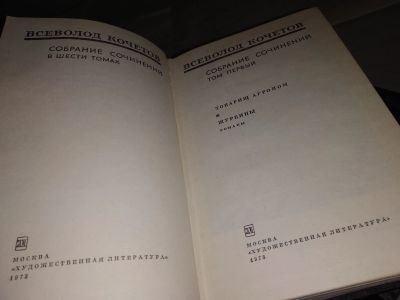 ВСЕВОЛОД КОЧЕТОВ
СОБРАНИЕ СОЧИНЕНИЙ
В ШЕСТИ ТОМАХ
МОСКВА
«ХУДОЖЕСТВЕННАЯ ЛИТЕРАТУРА»
1973
ВСЕВОЛОД КОЧЕТОВ
СОБРАНИЕ СОЧИНЕНИЙ
ТОМ ПЕРВЫЙ
ТОВАРИЩ АГРОНОМ
ЖУРБИНЫ
РОМАНЫ
МОСКВА
«ХУДОЖЕСТВЕННАЯ ЛИТЕРАТУРА»
1973